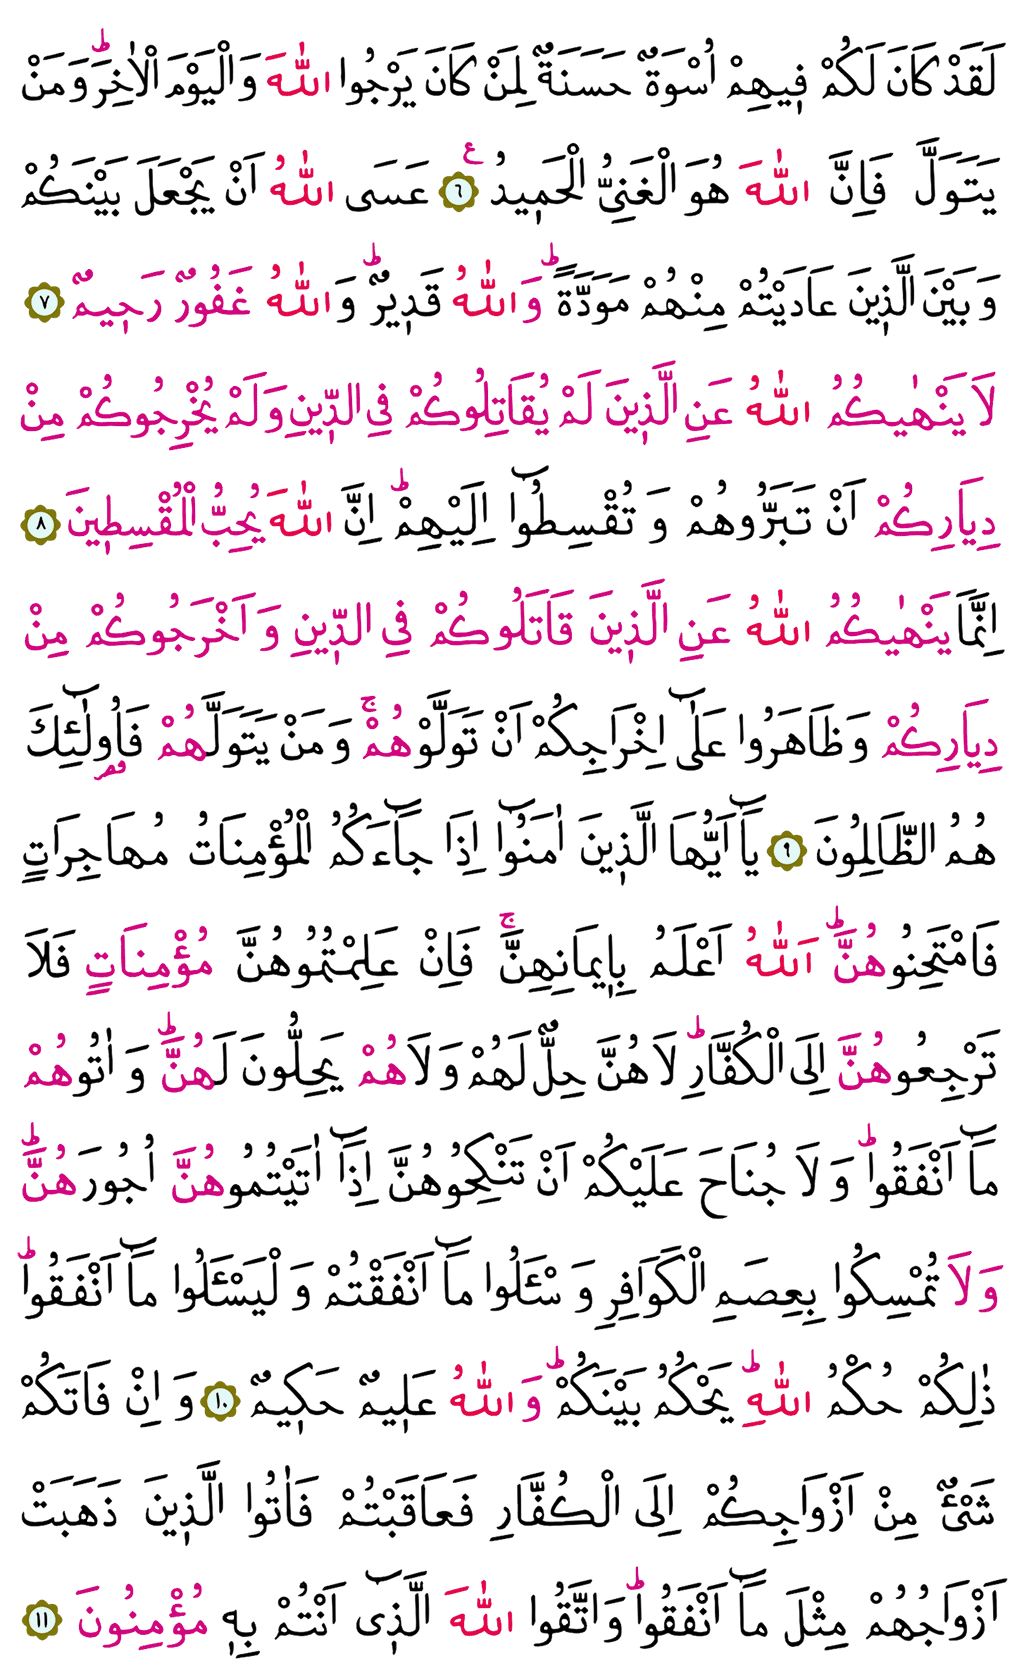 لَقَدْ كَانَ لَكُمْ فٖيهِمْ اُسْوَةٌ حَسَنَةٌ لِمَنْ كَانَ يَرْجُوا اللّٰهَ وَالْيَوْمَ الْاٰخِرَؕ وَمَنْ
يَتَوَلَّ فَاِنَّ اللّٰهَ هُوَ الْغَنِىُّ الْحَمٖيدُ ع ٦ عَسَى اللّٰهُ اَنْ يَجْعَلَ بَيْنَكُمْ
وَبَيْنَ الَّذٖينَ عَادَيْتُمْ مِنْهُمْ مَوَدَّةًؕ وَاللّٰهُ قَدٖيرٌؕ وَاللّٰهُ غَفُورٌ رَحٖيمٌ ٧
لَا يَنْهٰيكُمُ اللّٰهُ عَنِ الَّذٖينَ لَمْ يُقَاتِلُوكُمْ فِى الدّٖينِ وَلَمْ يُخْرِجُوكُمْ مِنْ
دِيَارِكُمْ اَنْ تَبَرُّوهُمْ وَتُقْسِطُٓوا اِلَيْهِمْؕ اِنَّ اللّٰهَ يُحِبُّ الْمُقْسِطٖينَ ٨
اِنَّمَا يَنْهٰيكُمُ اللّٰهُ عَنِ الَّذٖينَ قَاتَلُوكُمْ فِى الدّٖينِ وَاَخْرَجُوكُمْ مِنْ
دِيَارِكُمْ وَظَاهَرُوا عَلٰٓى اِخْرَاجِكُمْ اَنْ تَوَلَّوْهُمْۚ وَمَنْ يَتَوَلَّهُمْ فَاُولٰٓئِكَ
هُمُ الظَّالِمُونَ ٩ يَٓا اَيُّهَا الَّذٖينَ اٰمَنُٓوا اِذَا جَٓاءَكُمُ الْمُؤْمِنَاتُ مُهَاجِرَاتٍ
فَامْتَحِنُوهُنَّؕ اَللّٰهُ اَعْلَمُ بِاٖيمَانِهِنَّۚ فَاِنْ عَلِمْتُمُوهُنَّ مُؤْمِنَاتٍ فَلَا
تَرْجِعُوهُنَّ اِلَى الْكُفَّارِؕ لَا هُنَّ حِلٌّ لَهُمْ وَلَا هُمْ يَحِلُّونَ لَهُنَّؕ وَاٰتُوهُمْ
مَٓا اَنْفَقُواؕ وَلَا جُنَاحَ عَلَيْكُمْ اَنْ تَنْكِحُوهُنَّ اِذَٓا اٰتَيْتُمُوهُنَّ اُجُورَهُنَّؕ
وَلَا تُمْسِكُوا بِعِصَمِ الْكَوَافِرِ وَسْـَٔلُوا مَٓا اَنْفَقْتُمْ وَلْيَسْـَٔلُوا مَٓا اَنْفَقُواؕ
ذٰلِكُمْ حُكْمُ اللّٰهِؕ يَحْكُمُ بَيْنَكُمْؕ وَاللّٰهُ عَلٖيمٌ حَكٖيمٌ ١٠ وَاِنْ فَاتَكُمْ
شَىْءٌ مِنْ اَزْوَاجِكُمْ اِلَى الْكُفَّارِ فَعَاقَبْتُمْ فَاٰتُوا الَّذٖينَ ذَهَبَتْ
اَزْوَاجُهُمْ مِثْلَ مَٓا اَنْفَقُواؕ وَاتَّقُوا اللّٰهَ الَّذٖٓى اَنْتُمْ بِهٖ مُؤْمِنُونَ ١١